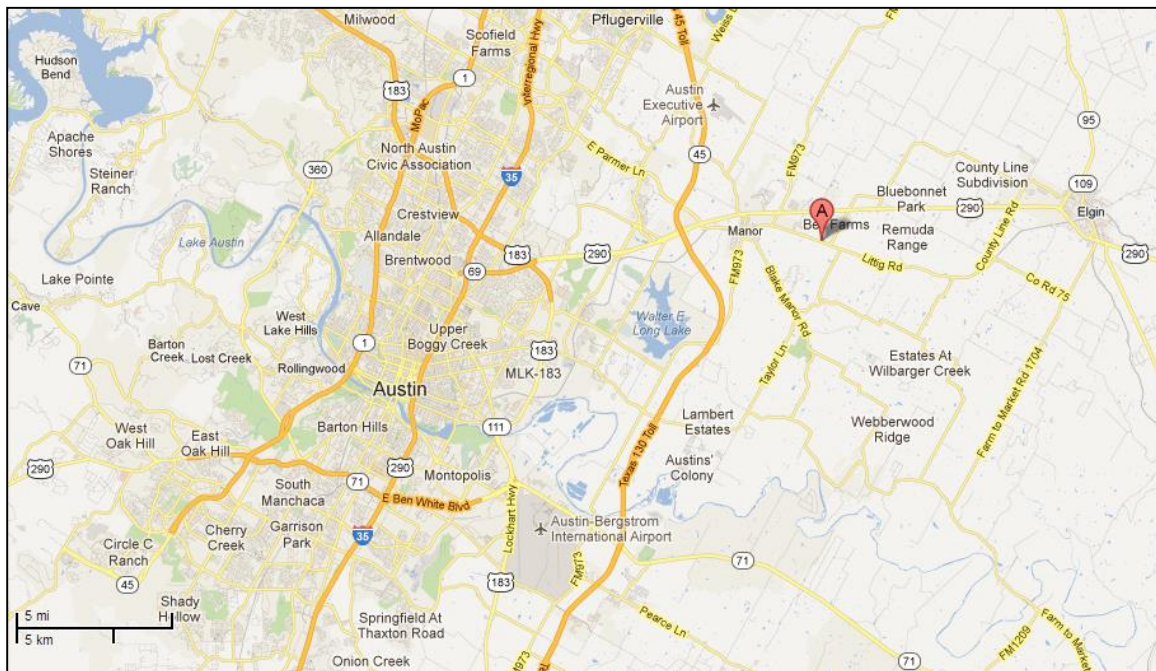 Milwood
Pflugerville
Weiss
45 Toll
Scofield
Farms
Hudson
Bend
1
183
Interregional Hwy
MoPac
Austin
Executive
Airport
FM973
95
Apache
Shores
Steiner
Ranch
North Austin
Civic Association
360
35
E Parmer Ln
45
County Line
Subdivision
109
Bluebonnet
Park
290
Elgin
Crestview
Allandale
Lake Austin
Brentwood
183
290
69
Manor
A
Farms
Remuda
Range
County Line Rd
Littig Rd
290
Co Rd 75
FM973
Blake Manor Rd
Lake Pointe
Cave
West
Lake Hills
Upper
Boggy Creek
Walter E
Long Lake
Barton
Creek
Lost Creek
Rollingwood
1
183
MLK-183
71
Austin
Taylor Ln
Estates At
Wilbarger Creek
Farm to Market Rd 1704
Lambert
Estates
Webberwood
Ridge
West
Oak Hill
East
Oak Hill
Barton Hills
111
Texas 130 Toll
Austins'
Colony
290
290
71
Montopolis
South
Manchaca
E Ben White Blvd
Lockhart Hwy
Cherry
Creek
Garrison
Park
35
Austin-Bergstrom
International Airport
Circle C
Ranch
45
183
FM973
71
Shady
Hollow
Springfield At
Thaxton Road
Pearce Ln
Farm to Market
FM1209
5 mi
5 km
Onion Creek
FM973
71